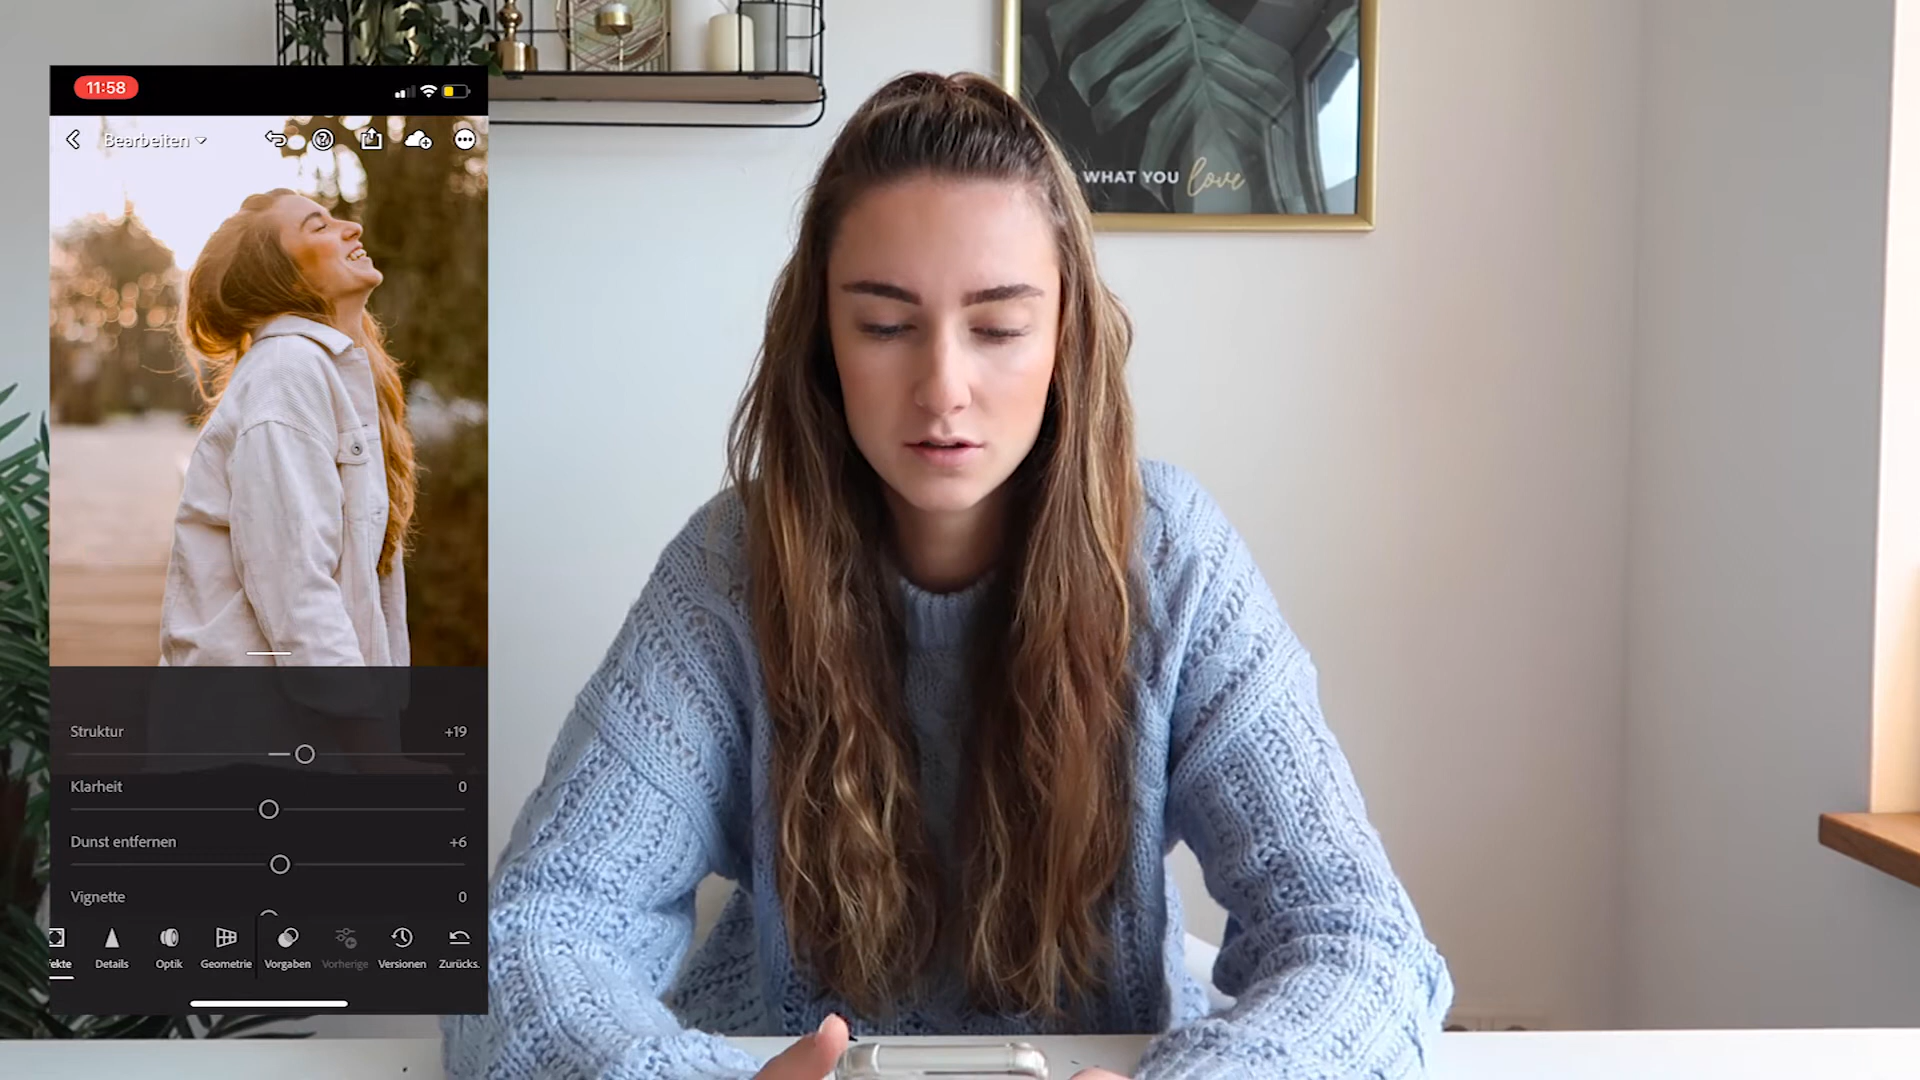 11:58
Bearbeiten
WHAT YOU love
Struktur +19
Klarheit 0
Dunst entfernen +6
Vignette 0
ekte Details Optik Geometrie Vorgaben Vorherige Versionen Zurücks.